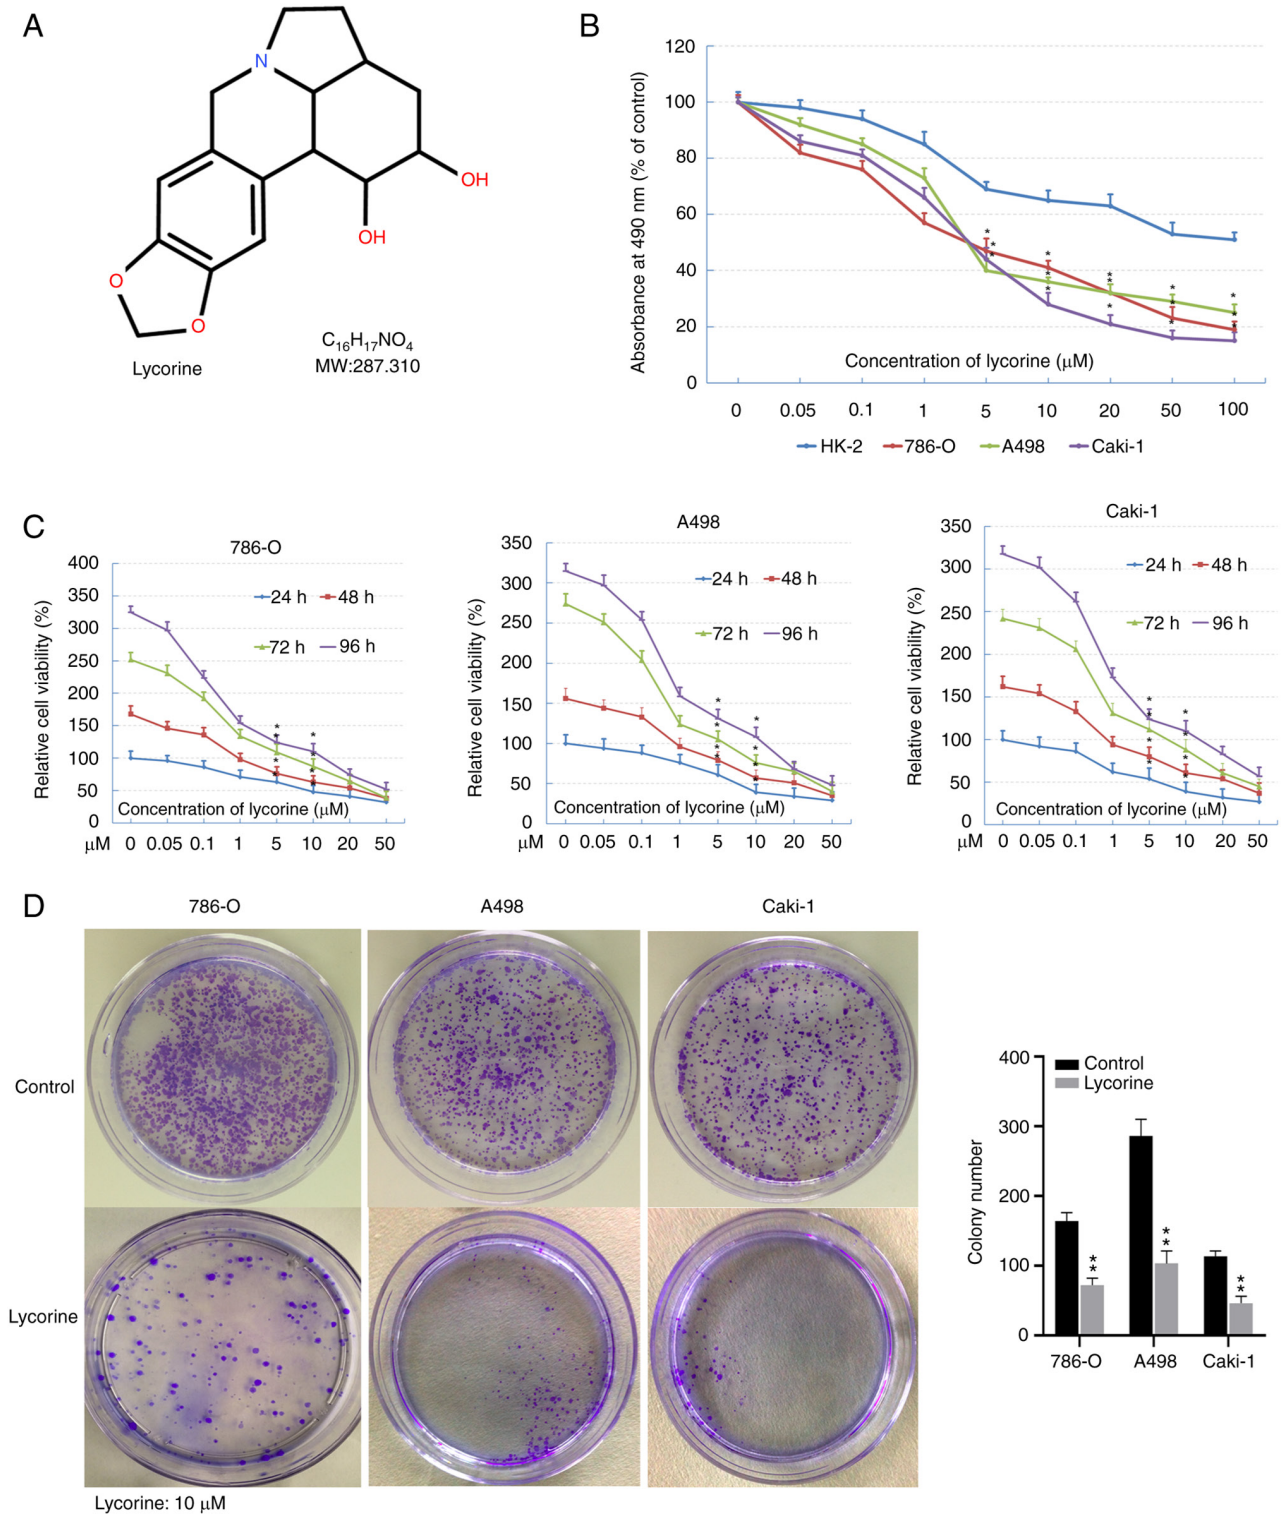 A
N
OH
OH
O
O
Lycorine
C16H17NO4
MW:287.310
B
Absorbance at 490 nm (% of control)
120
100
80
60
40
20
0
* * * * * * * * * * * * * * *
Concentration of lycorine (μM)
0 0.05 0.1 1 5 10 20 50 100
HK-2 786-O A498 Caki-1
C
786-O
Relative cell viability (%)
400
350
300
250
200
150
100
50
0
24 h 48 h
72 h 96 h
* * * * * *
Concentration of lycorine (μM)
μM 0 0.05 0.1 1 5 10 20 50
A498
Relative cell viability (%)
350
300
250
200
150
100
50
0
24 h 48 h
72 h 96 h
* * * * * *
Concentration of lycorine (μM)
μM 0 0.05 0.1 1 5 10 20 50
Caki-1
Relative cell viability (%)
350
300
250
200
150
100
50
0
24 h 48 h
72 h 96 h
* * * * * *
Concentration of lycorine (μM)
μM 0 0.05 0.1 1 5 10 20 50
D
786-O A498 Caki-1
Control
Lycorine
Lycorine: 10 μM
Colony number
400
300
200
100
0
Control
Lycorine
** ** **
786-O A498 Caki-1